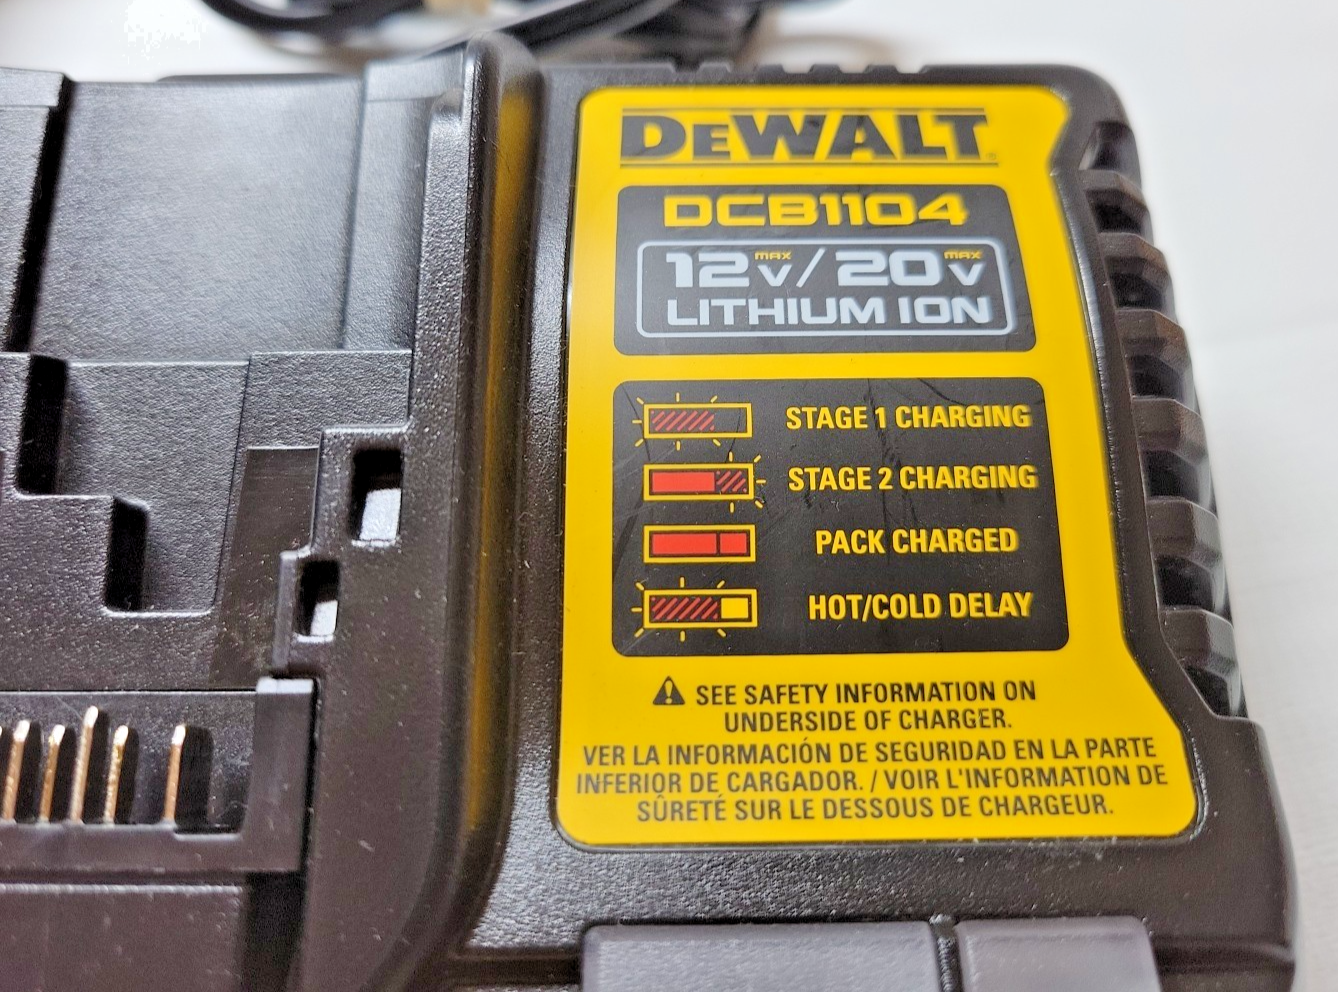 DEWALT
DCB1104
12 MAX V / 20 MAX V
LITHIUM ION
STAGE 1 CHARGING
STAGE 2 CHARGING
PACK CHARGED
HOT/COLD DELAY
SEE SAFETY INFORMATION ON
UNDERSIDE OF CHARGER.
VER LA INFORMACIÓN DE SEGURIDAD EN LA PARTE
INFERIOR DE CARGADOR. / VOIR L'INFORMATION DE
SÛRETÉ SUR LE DESSOUS DE CHARGEUR.